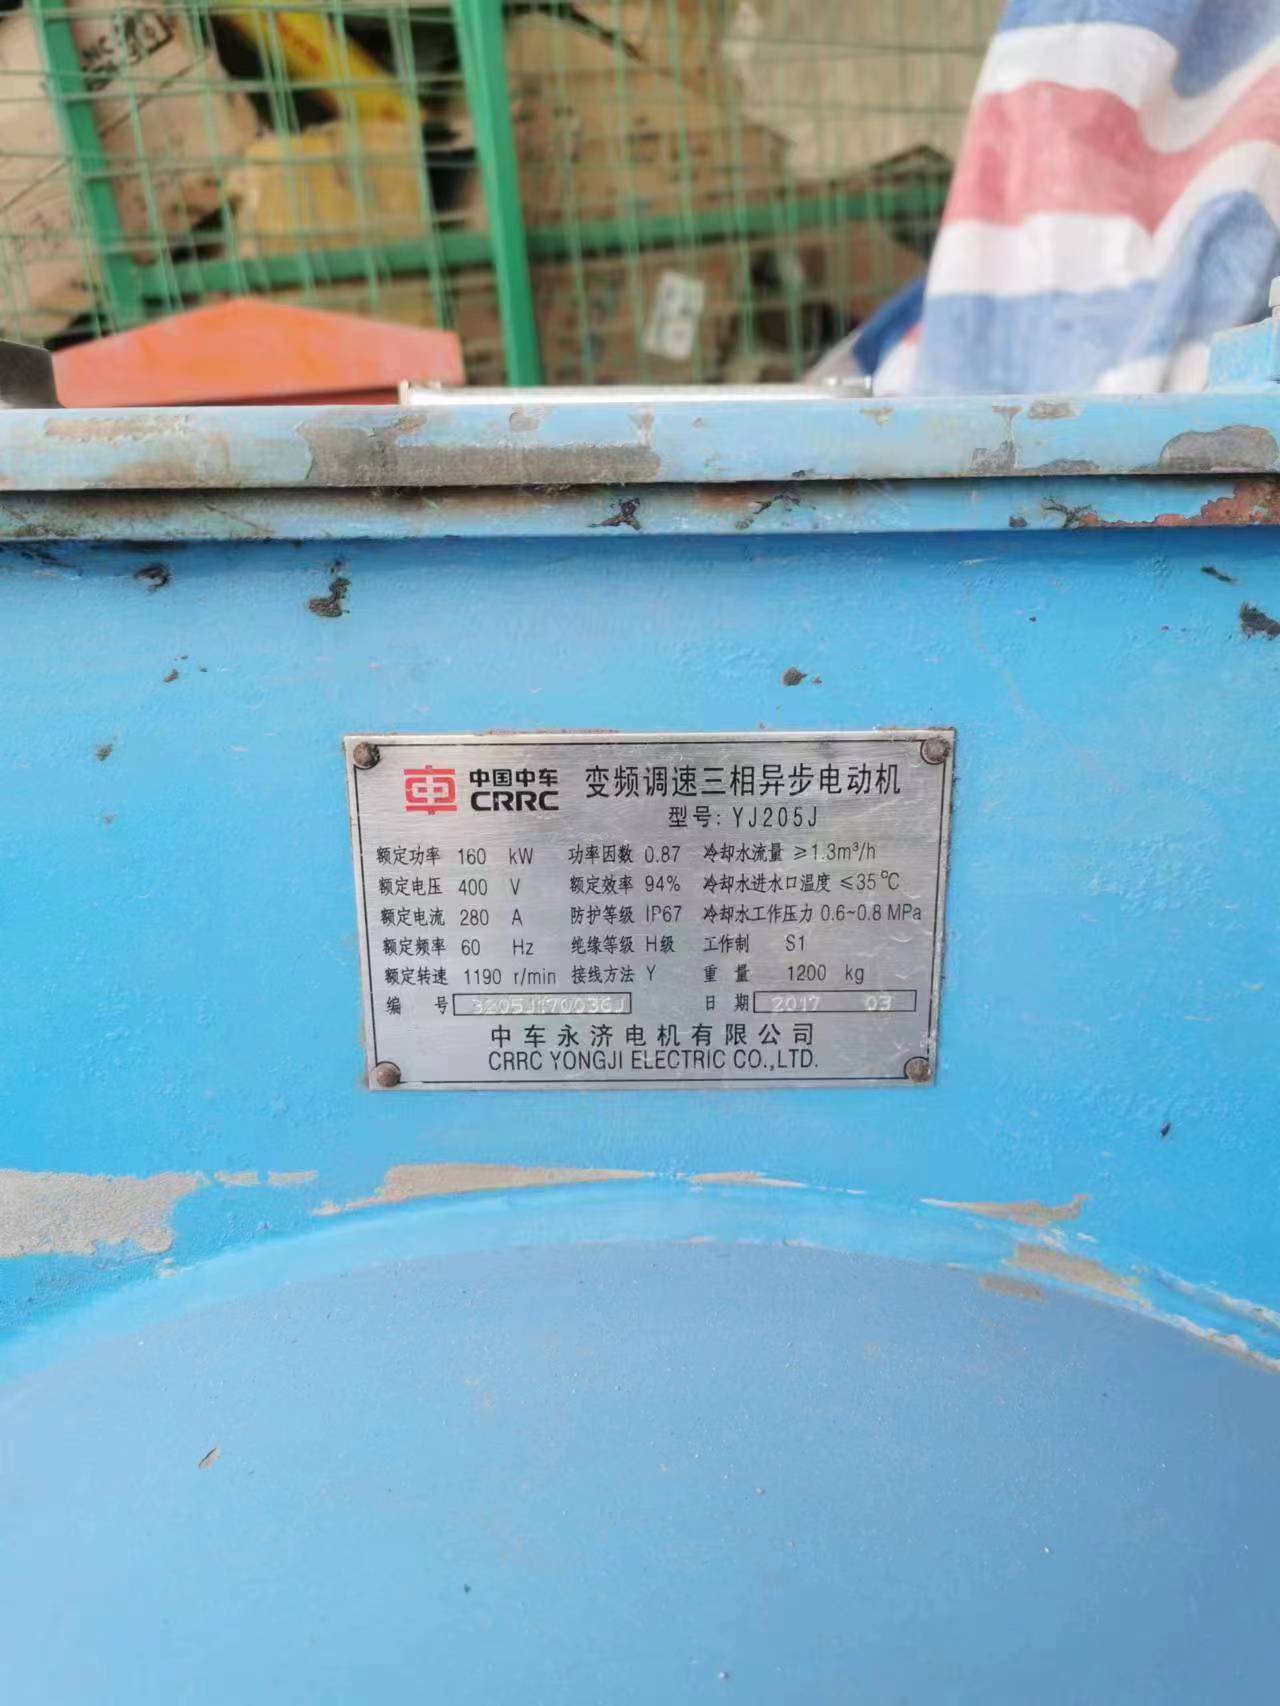 中国中车
CRRC
变频调速三相异步电动机
型号: YJ205J
额定功率 160 kW 功率因数 0.87 冷却水流量 ≥1.3m³/h
额定电压 400 V 额定效率 94% 冷却水进水口温度 ≤35℃
额定电流 280 A 防护等级 IP67 冷却水工作压力 0.6~0.8 MPa
额定频率 60 Hz 绝缘等级 H级 工作制 S1
额定转速 1190 r/min 接线方法 Y 重量 1200 kg
编号 3205J170036J 日期 2017 03
中车永济电机有限公司
CRRC YONGJI ELECTRIC CO.,LTD.